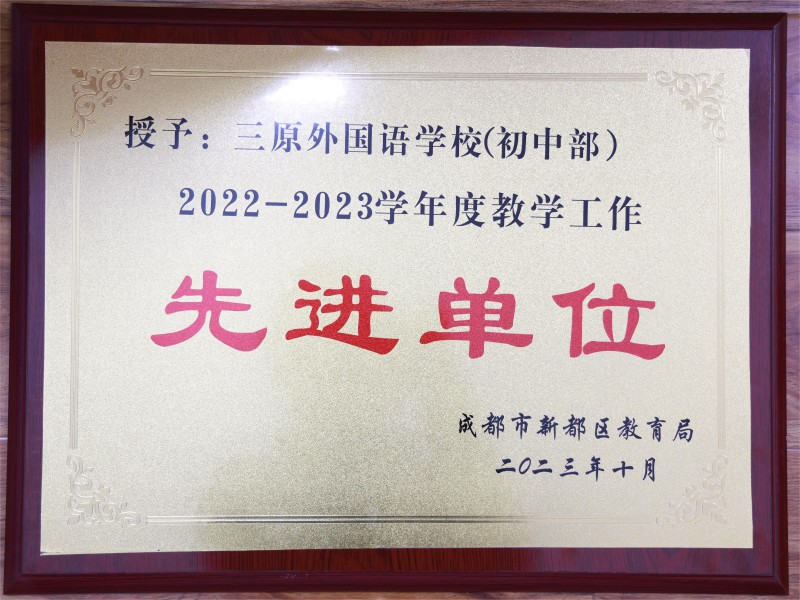 授予：三原外国语学校(初中部）
2022-2023学年度教学工作
先进单位
成都市新都区教育局
二〇二三年十月